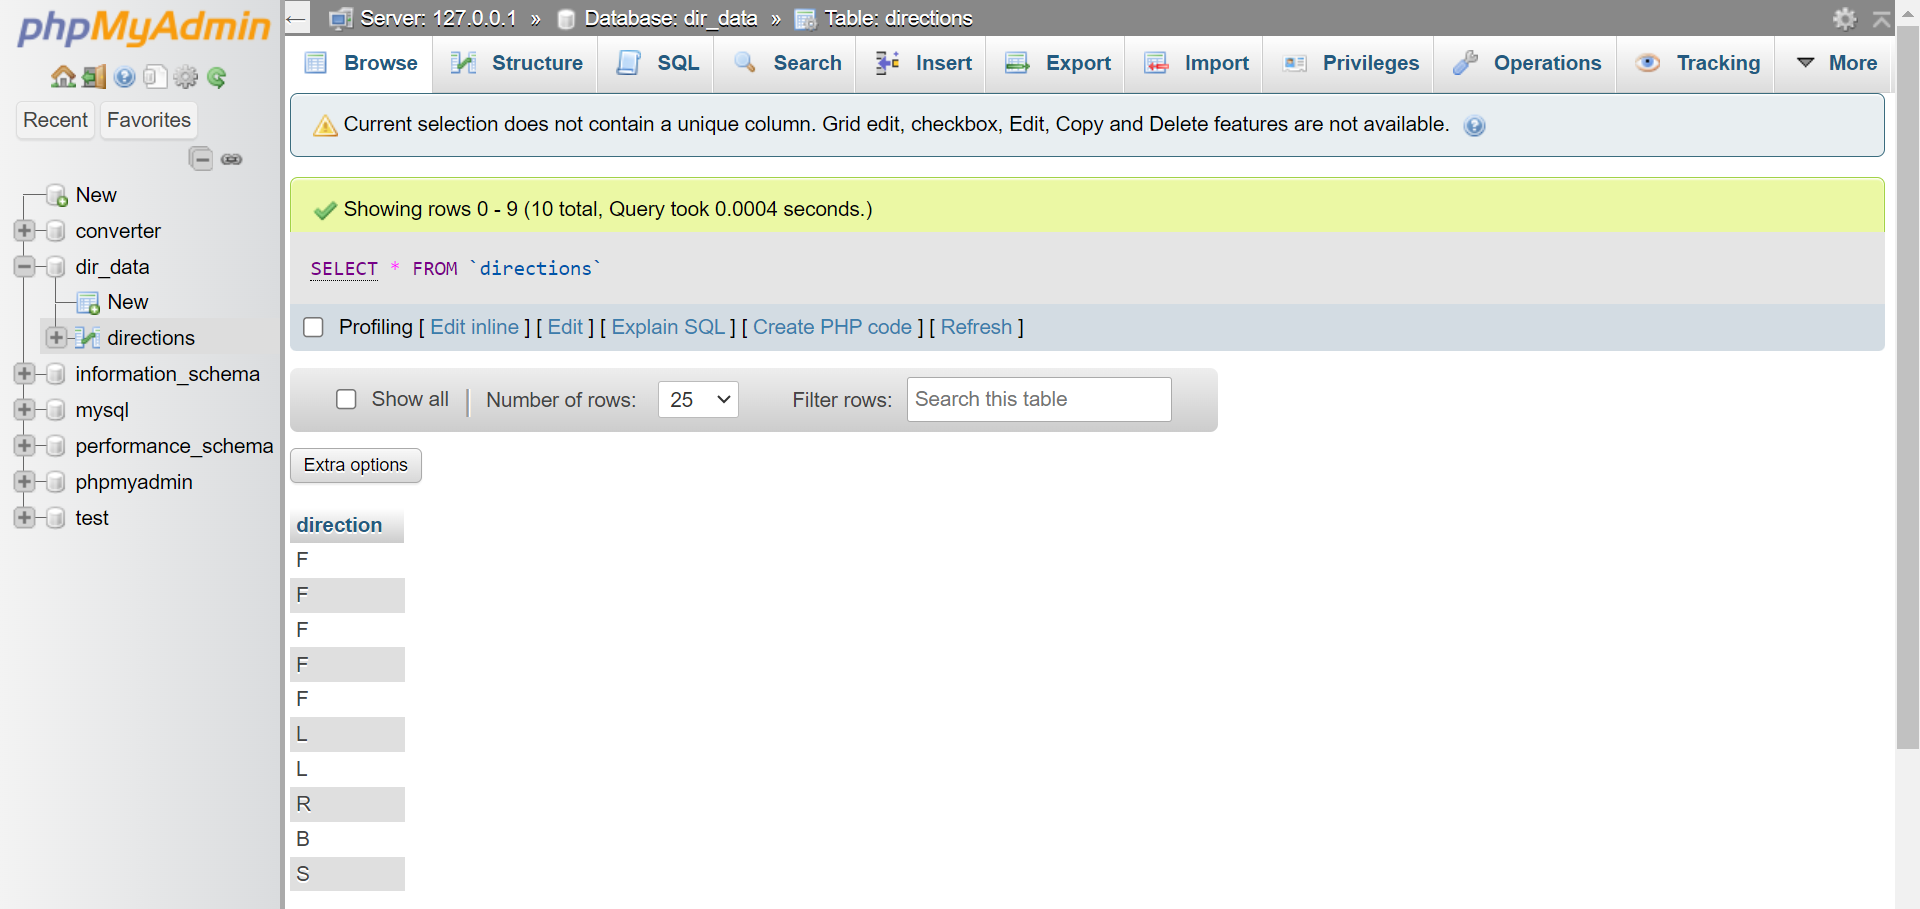 phpMyAdmin
Recent Favorites
New
converter
dir_data
New
directions
information_schema
mysql
performance_schema
phpmyadmin
test
← Server: 127.0.0.1 » Database: dir_data » Table: directions
Browse Structure SQL Search Insert Export Import Privileges Operations Tracking More
Current selection does not contain a unique column. Grid edit, checkbox, Edit, Copy and Delete features are not available.
Showing rows 0 - 9 (10 total, Query took 0.0004 seconds.)
SELECT * FROM `directions`
Profiling [ Edit inline ] [ Edit ] [ Explain SQL ] [ Create PHP code ] [ Refresh ]
Show all | Number of rows: 25 Filter rows: Search this table
Extra options
direction
F
F
F
F
F
L
L
R
B
S